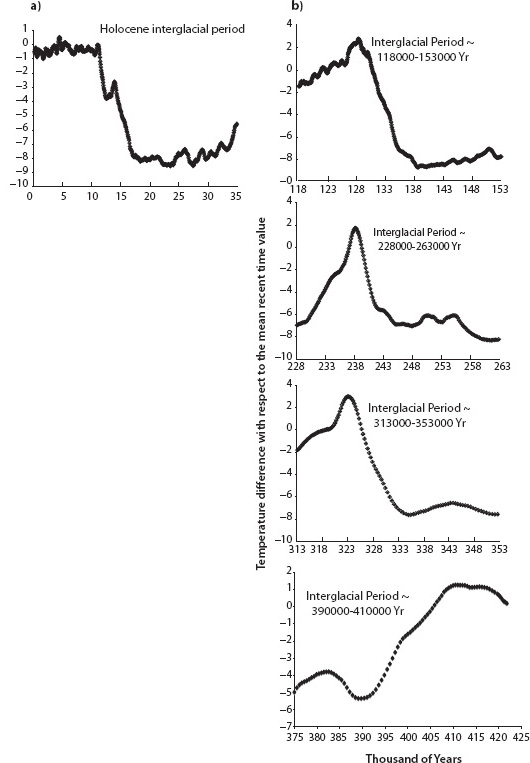 a)
Holocene interglacial period
1
0
−1
−2
−3
−4
−5
−6
−7
−8
−9
−10
0 5 10 15 20 25 30 35
b)
Interglacial Period ~
118000-153000 Yr
4
2
0
−2
−4
−6
−8
−0
118 123 128 133 138 143 148 153
Interglacial Period ~
228000-263000 Yr
4
2
0
−2
−4
−6
−8
−10
228 233 238 243 248 253 258 263
Interglacial Period ~
313000-353000 Yr
4
2
0
−2
−4
−6
−8
−10
313 318 323 328 333 338 343 348 353
Interglacial Period ~
390000-410000 Yr
2
1
0
−1
−2
−3
−4
−5
−6
−7
375 380 385 390 395 400 405 410 415 420 425
Temperature difference with respect to the mean recent time value
Thousand of Years